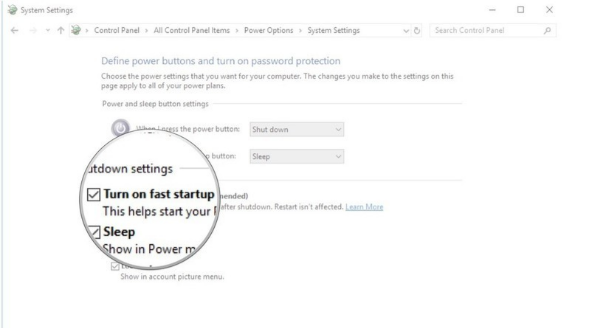 System Settings
Control Panel > All Control Panel Items > Power Options > System Settings
Search Control Panel
Define power buttons and turn on password protection
Choose the power settings that you want for your computer. The changes you make to the settings on this
page apply to all of your power plans.
Power and sleep button settings
When I press the power button: Shut down
button: Sleep
utdown settings
Turn on fast startup
mended)
This helps start your
after shutdown. Restart isn't affected. Learn More
Sleep
Show in Power m
Show in account picture menu.